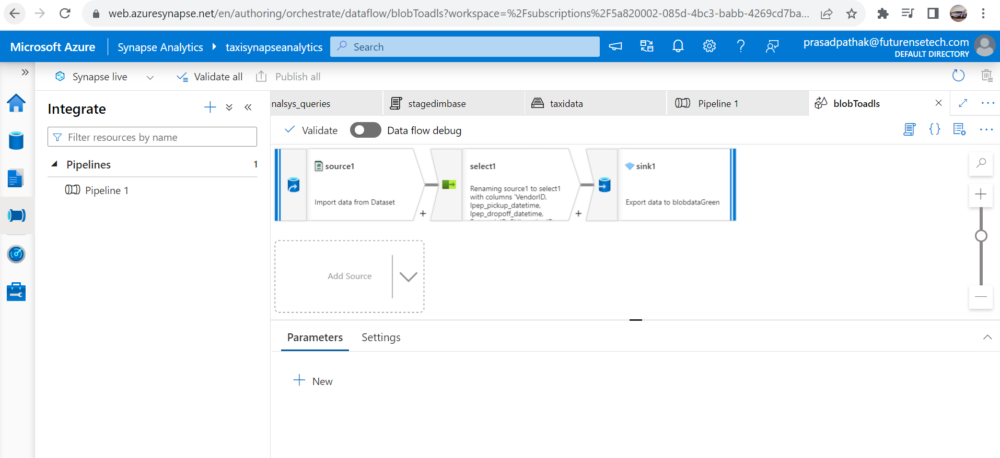 web.azuresynapse.net/en/authoring/orchestrate/dataflow/blobToadls?workspace=%2Fsubscriptions%2F5a820002-085d-4bc3-babb-4269cd7ba...
Microsoft Azure
Synapse Analytics
taxisynapseanalytics
Search
prasadpathak@futurensetech.com
DEFAULT DIRECTORY
Synapse live
Validate all
Publish all
Integrate
Filter resources by name
Pipelines
1
Pipeline 1
nalsys_queries
stagedimbase
taxidata
Pipeline 1
blobToadls
Validate
Data flow debug
source1
Import data from Dataset
select1
Renaming source1 to select1
with columns 'VendorID,
lpep_pickup_datetime,
lpep_dropoff_datetime,
sink1
Export data to blobdataGreen
Add Source
Parameters
Settings
New